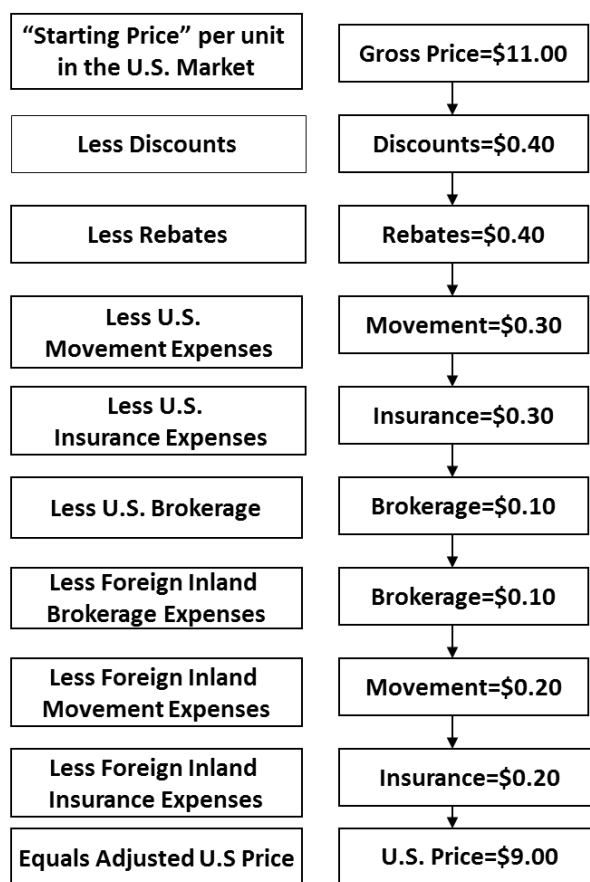 “Starting Price” per unit
in the U.S. Market
Gross Price=$11.00
Less Discounts
Discounts=$0.40
Less Rebates
Rebates=$0.40
Less U.S.
Movement Expenses
Movement=$0.30
Less U.S.
Insurance Expenses
Insurance=$0.30
Less U.S. Brokerage
Brokerage=$0.10
Less Foreign Inland
Brokerage Expenses
Brokerage=$0.10
Less Foreign Inland
Movement Expenses
Movement=$0.20
Less Foreign Inland
Insurance Expenses
Insurance=$0.20
Equals Adjusted U.S Price
U.S. Price=$9.00